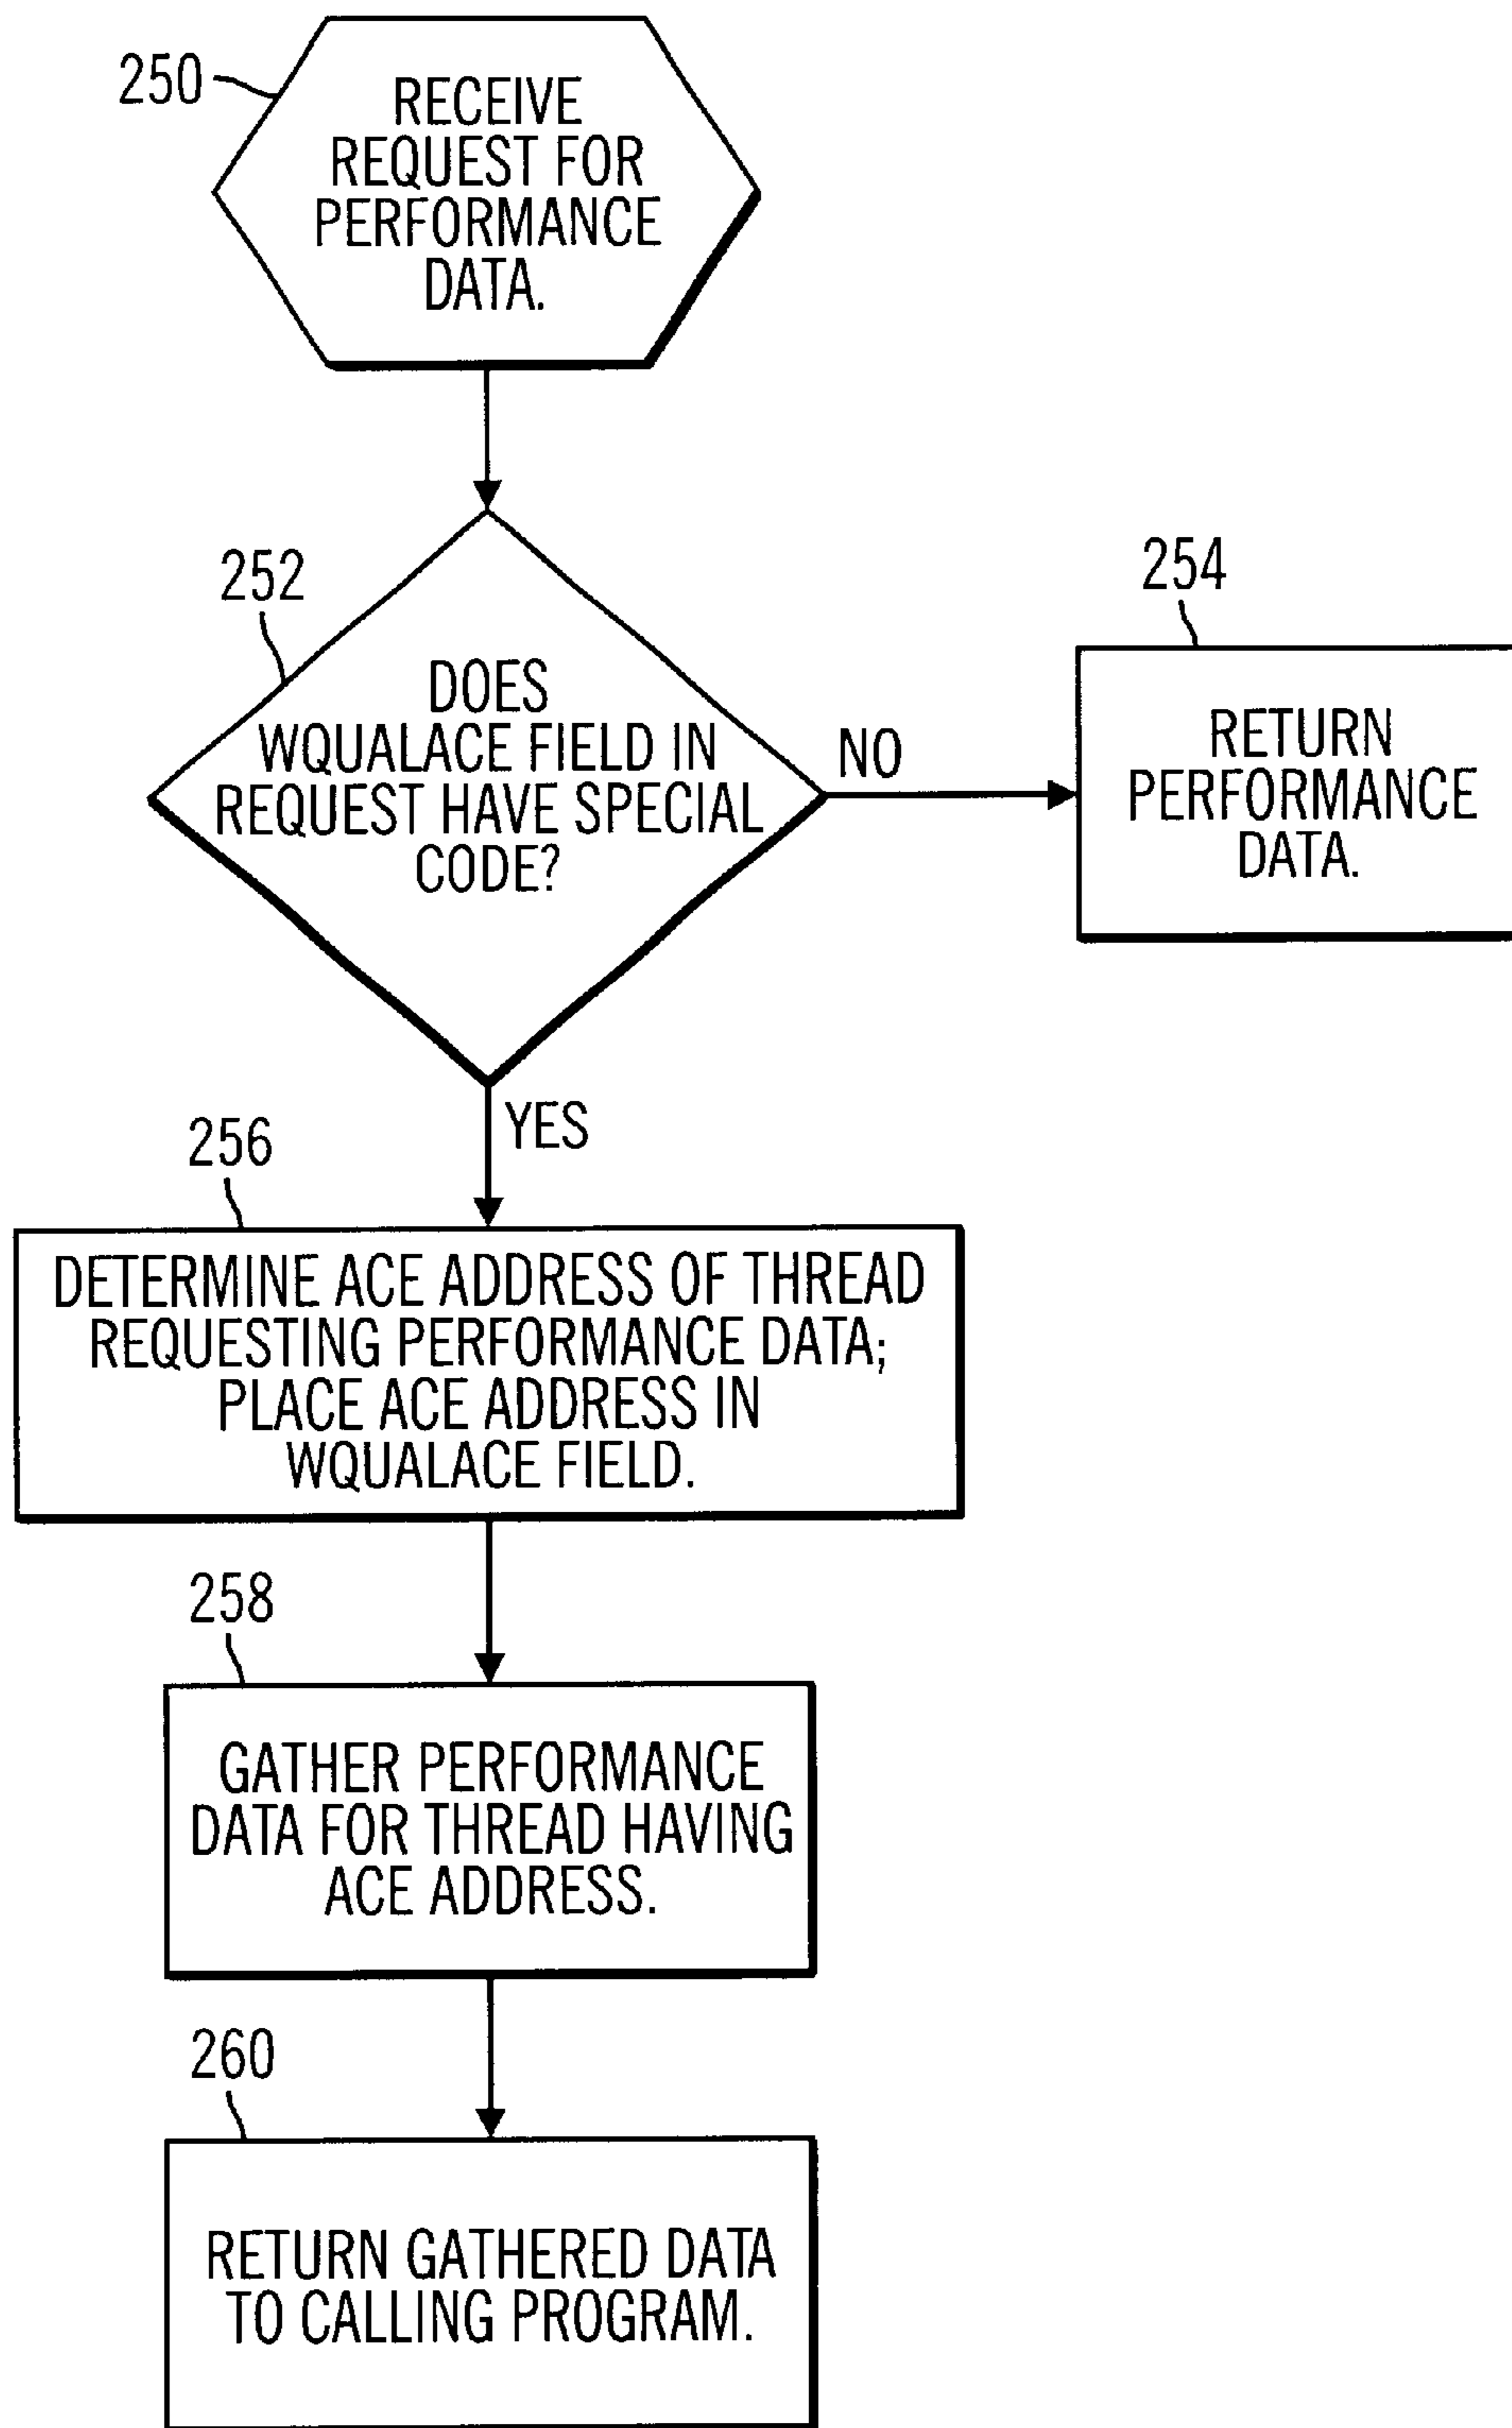 250
RECEIVE
REQUEST FOR
PERFORMANCE
DATA.
252
DOES
WQUALACE FIELD IN
REQUEST HAVE SPECIAL
CODE?
NO
254
RETURN
PERFORMANCE
DATA.
YES
256
DETERMINE ACE ADDRESS OF THREAD
REQUESTING PERFORMANCE DATA;
PLACE ACE ADDRESS IN
WQUALACE FIELD.
258
GATHER PERFORMANCE
DATA FOR THREAD HAVING
ACE ADDRESS.
260
RETURN GATHERED DATA
TO CALLING PROGRAM.